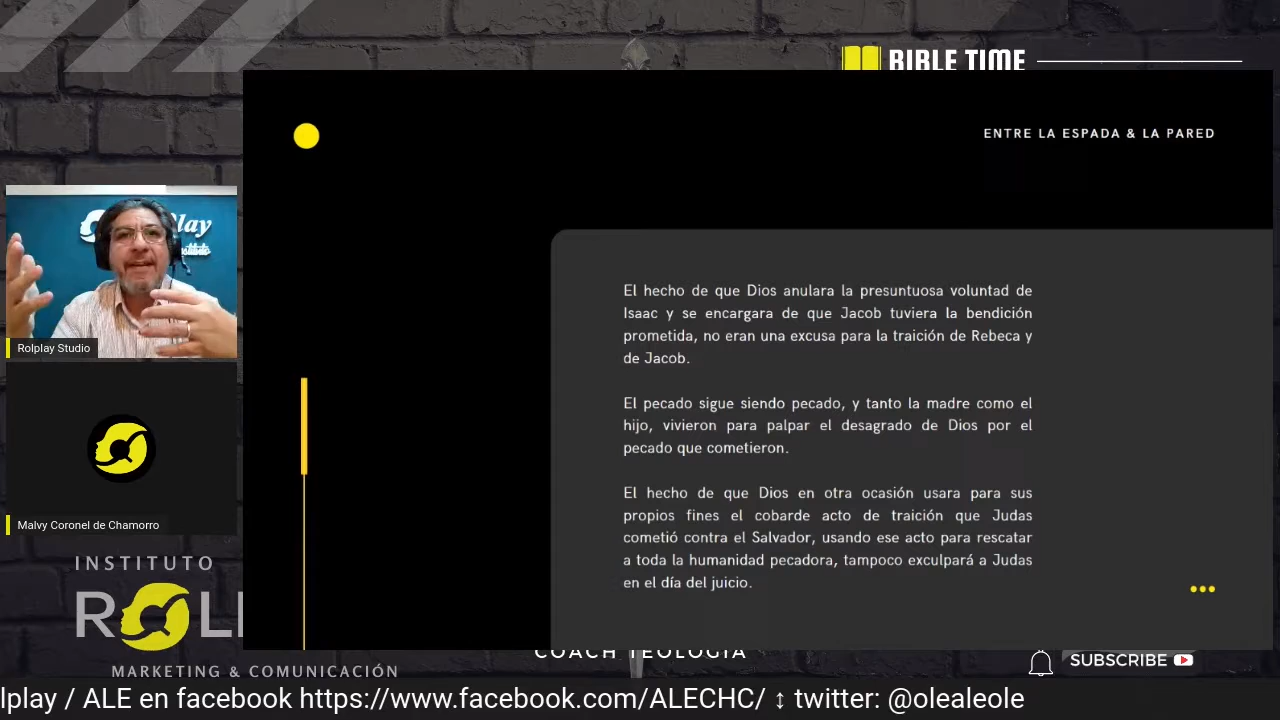 BIBLE TIME
ENTRE LA ESPADA & LA PARED
El hecho de que Dios anulara la presuntuosa voluntad de
Isaac y se encargara de que Jacob tuviera la bendición
prometida, no eran una excusa para la traición de Rebeca y
de Jacob.
El pecado sigue siendo pecado, y tanto la madre como el
hijo, vivieron para palpar el desagrado de Dios por el
pecado que cometieron.
El hecho de que Dios en otra ocasión usara para sus
propios fines el cobarde acto de traición que Judas
cometió contra el Salvador, usando ese acto para rescatar
a toda la humanidad pecadora, tampoco exculpará a Judas
en el día del juicio.
Rolplay Studio
Malvy Coronel de Chamorro
INSTITUTO
ROL
MARKETING & COMUNICACIÓN
COACH TEOLOGÍA
SUBSCRIBE
lplay / ALE en facebook https://www.facebook.com/ALECHC/ ↕ twitter: @olealeole